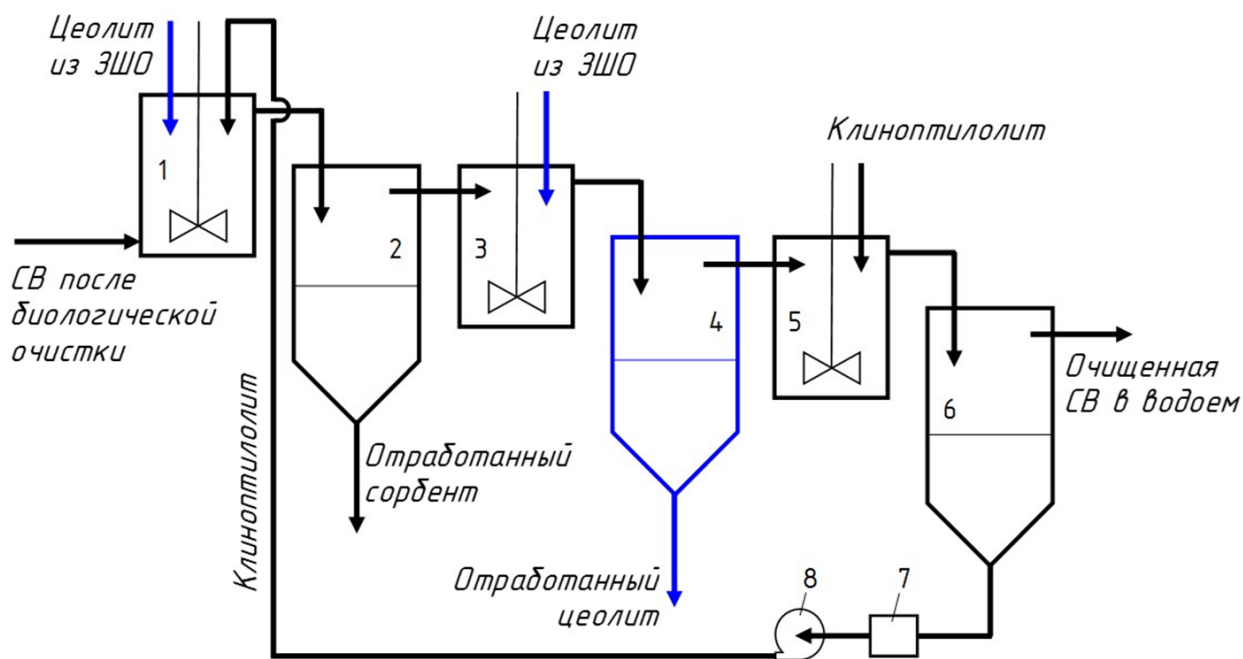 Цеолит
из ЗШО
1
СВ после
биологической
очистки
2
Отработанный
сорбент
Клиноптилолит
3
Цеолит
из ЗШО
4
Отработанный
цеолит
5
Клиноптилолит
6
Очищенная
СВ в водоем
7
8